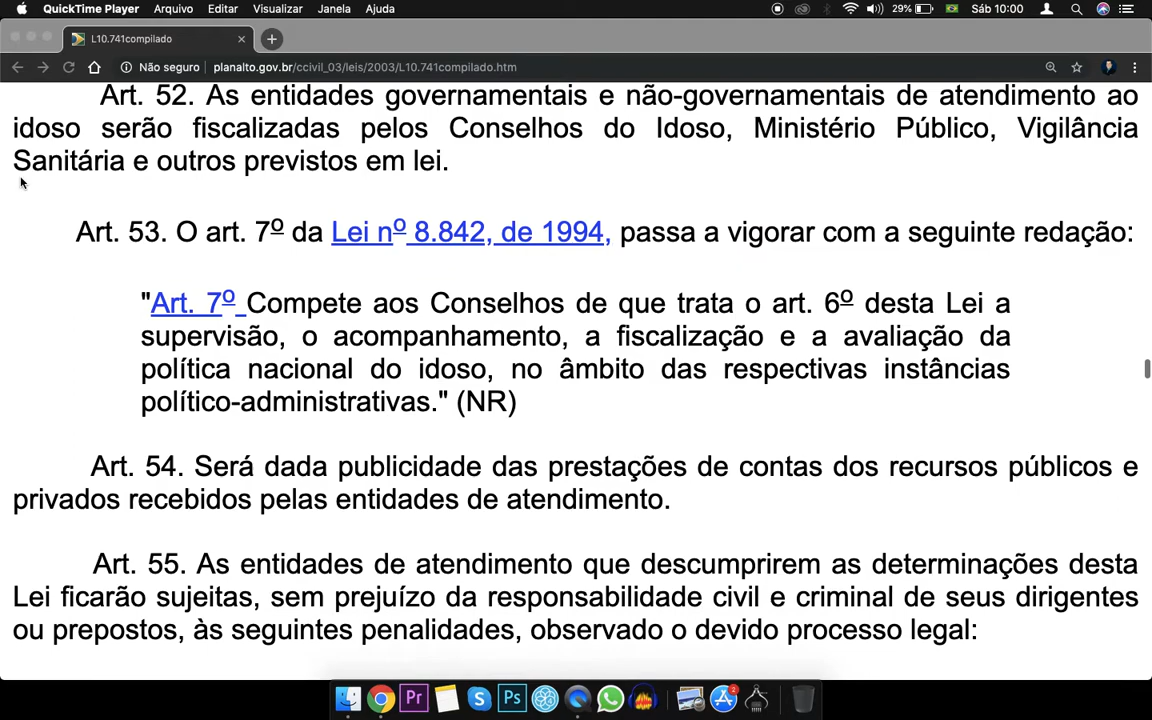 QuickTime Player Arquivo Editar Visualizar Janela Ajuda 29% Sáb 10:00
L10.741compilado
Não seguro planalto.gov.br/ccivil_03/leis/2003/L10.741compilado.htm
Art. 52. As entidades governamentais e não-governamentais de atendimento ao
idoso serão fiscalizadas pelos Conselhos do Idoso, Ministério Público, Vigilância
Sanitária e outros previstos em lei.
Art. 53. O art. 7º da Lei nº 8.842, de 1994, passa a vigorar com a seguinte redação:
"Art. 7º Compete aos Conselhos de que trata o art. 6º desta Lei a
supervisão, o acompanhamento, a fiscalização e a avaliação da
política nacional do idoso, no âmbito das respectivas instâncias
político-administrativas." (NR)
Art. 54. Será dada publicidade das prestações de contas dos recursos públicos e
privados recebidos pelas entidades de atendimento.
Art. 55. As entidades de atendimento que descumprirem as determinações desta
Lei ficarão sujeitas, sem prejuízo da responsabilidade civil e criminal de seus dirigentes
ou prepostos, às seguintes penalidades, observado o devido processo legal:
Pr Ps 2